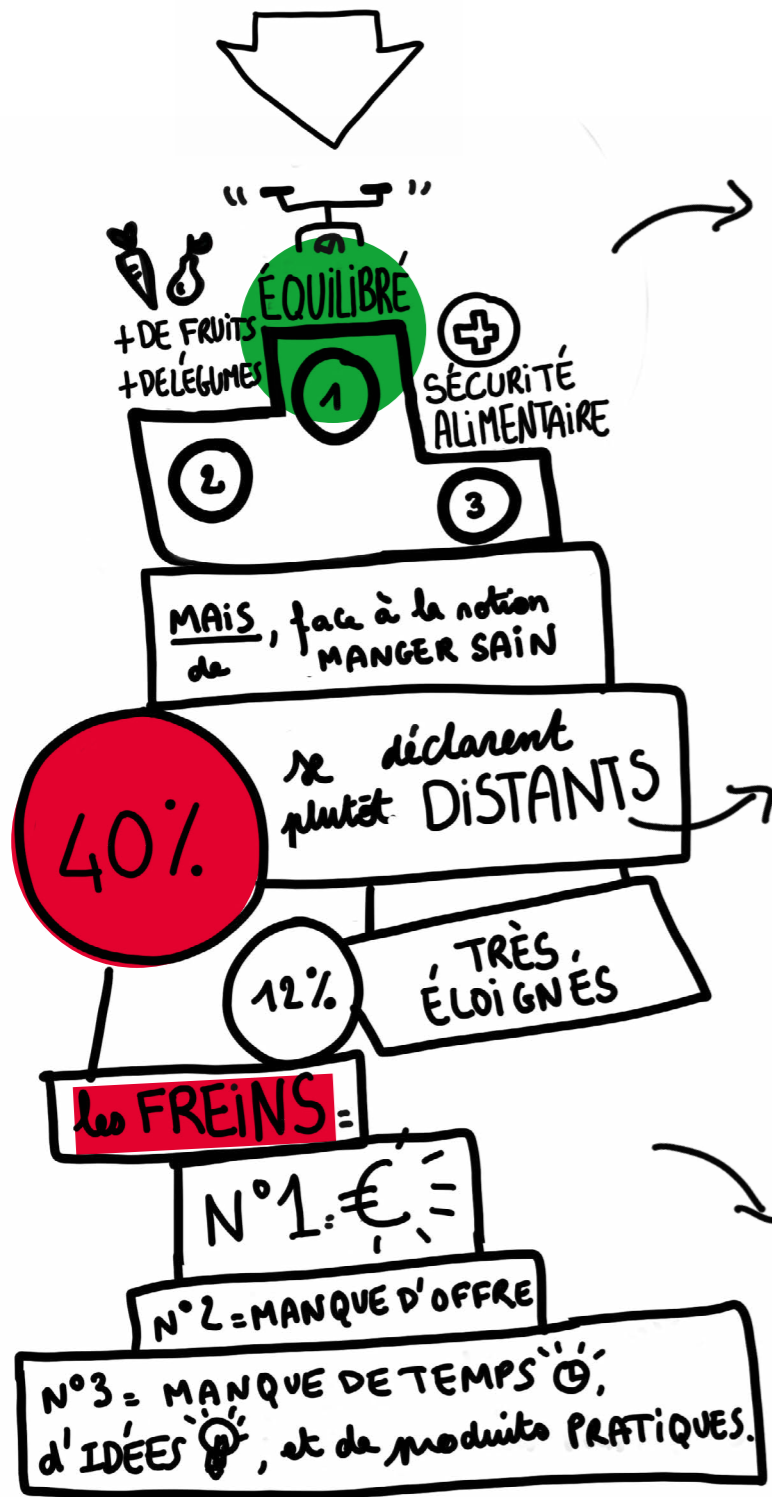 ÉQUILIBRÉ
1
+ DE FRUITS
+ DE LÉGUMES
2
SÉCURITÉ
ALIMENTAIRE
3
MAIS, face à la notion
de MANGER SAIN
40%
se déclarent
plutôt DISTANTS
12%
TRÈS
ÉLOIGNÉS
les FREINS =
N°1 = €
N°2 = MANQUE D'OFFRE
N°3 = MANQUE DE TEMPS,
d'IDÉES, et de produits PRATIQUES.